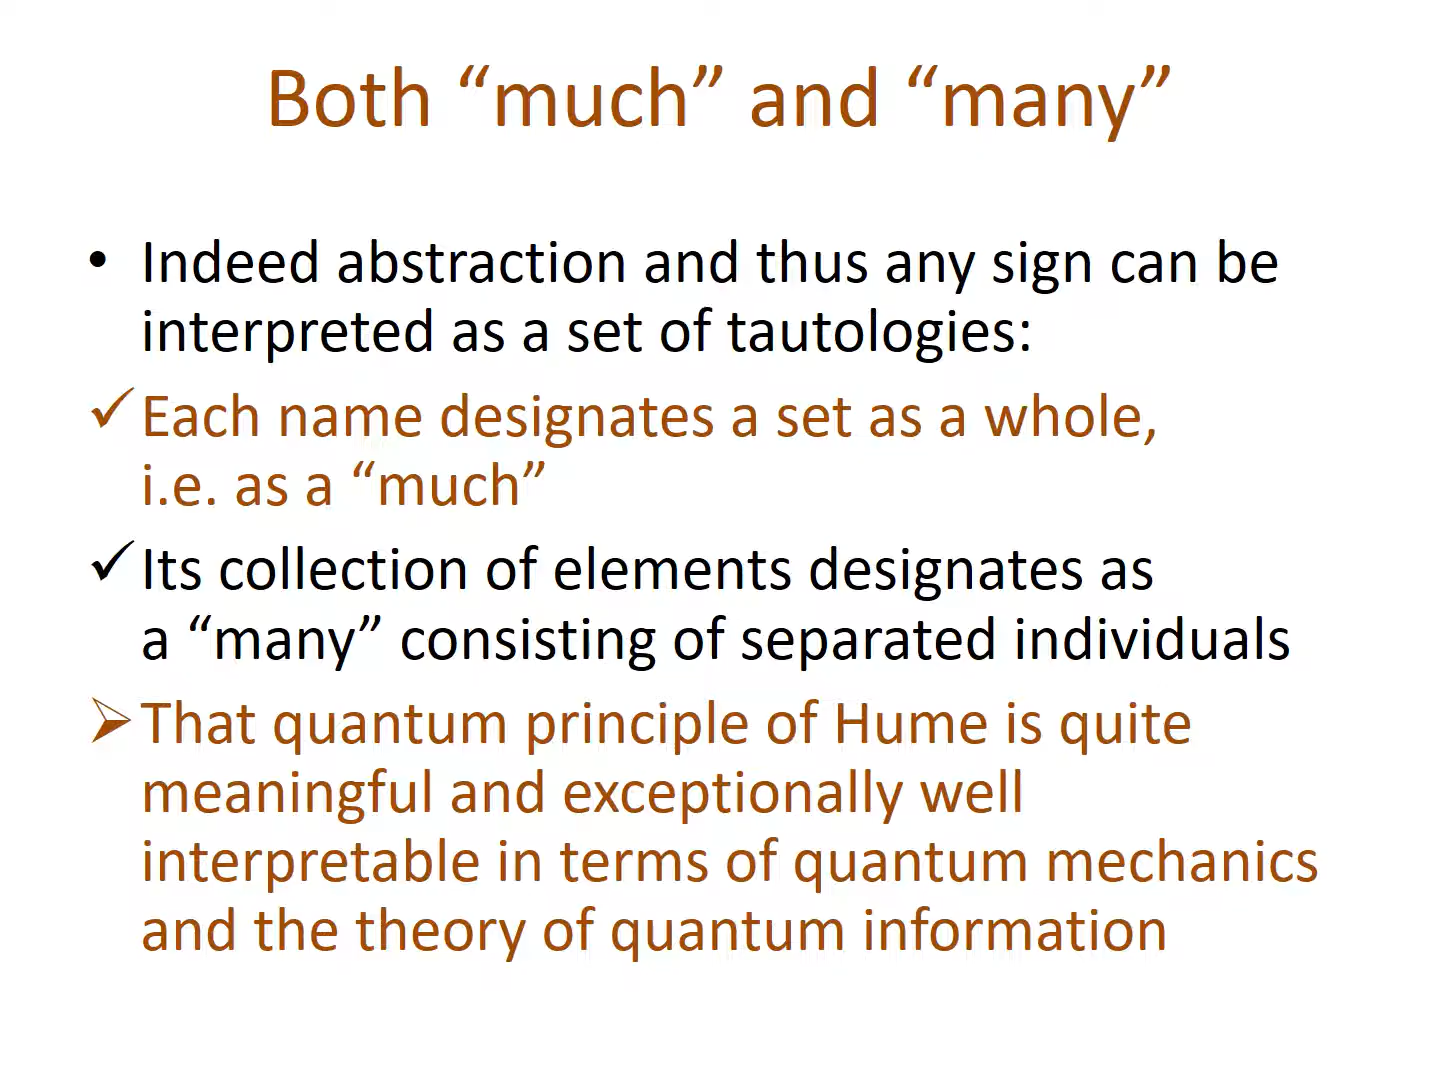 Both “much” and “many”
• Indeed abstraction and thus any sign can be
interpreted as a set of tautologies:
✓ Each name designates a set as a whole,
i.e. as a “much”
✓ Its collection of elements designates as
a “many” consisting of separated individuals
➢ That quantum principle of Hume is quite
meaningful and exceptionally well
interpretable in terms of quantum mechanics
and the theory of quantum information